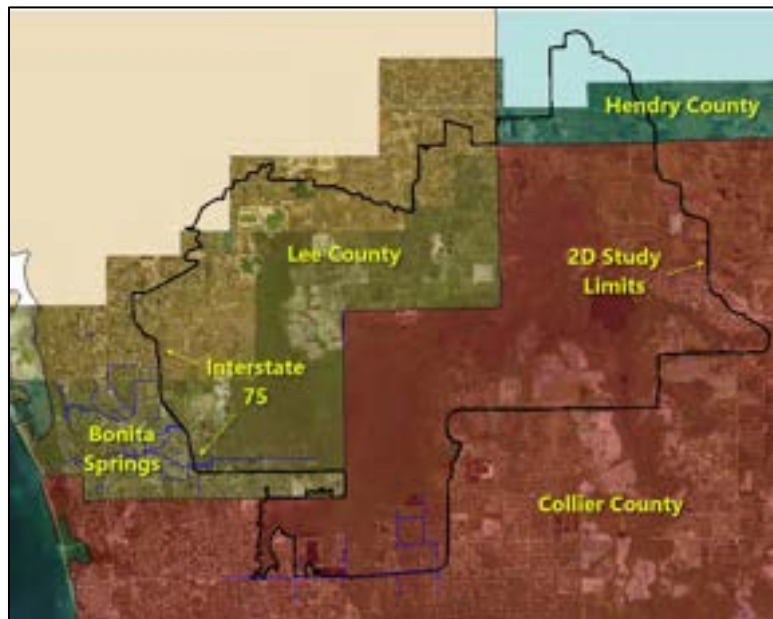 Hendry County
Lee County
2D Study
Limits
Interstate
75
Bonita
Springs
Collier County